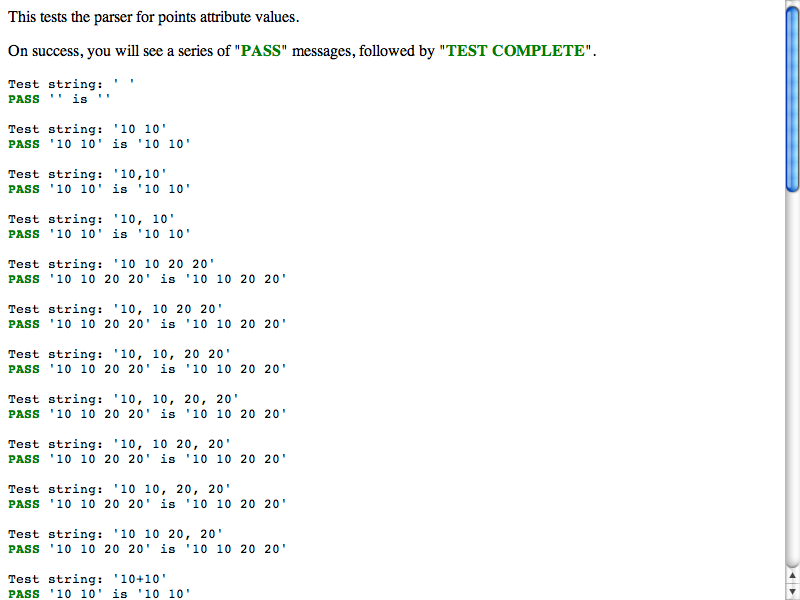 This tests the parser for points attribute values.
On success, you will see a series of "PASS" messages, followed by "TEST COMPLETE".
Test string: ' '
PASS '' is ''
Test string: '10 10'
PASS '10 10' is '10 10'
Test string: '10,10'
PASS '10 10' is '10 10'
Test string: '10, 10'
PASS '10 10' is '10 10'
Test string: '10 10 20 20'
PASS '10 10 20 20' is '10 10 20 20'
Test string: '10, 10 20 20'
PASS '10 10 20 20' is '10 10 20 20'
Test string: '10, 10, 20 20'
PASS '10 10 20 20' is '10 10 20 20'
Test string: '10, 10, 20, 20'
PASS '10 10 20 20' is '10 10 20 20'
Test string: '10, 10 20, 20'
PASS '10 10 20 20' is '10 10 20 20'
Test string: '10 10, 20, 20'
PASS '10 10 20 20' is '10 10 20 20'
Test string: '10 10 20, 20'
PASS '10 10 20 20' is '10 10 20 20'
Test string: '10+10'
PASS '10 10' is '10 10'